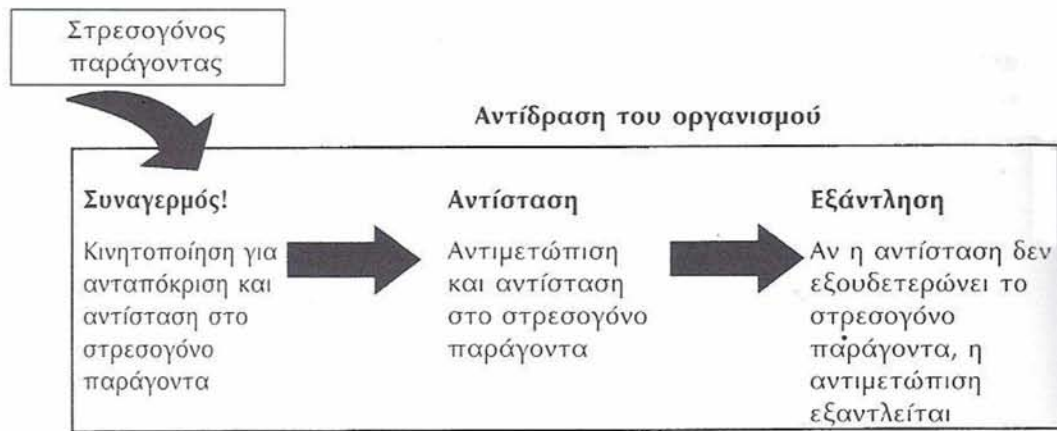 Στρεσογόνος
παράγοντας
Αντίδραση του οργανισμού
Συναγερμός!
Κινητοποίηση για
ανταπόκριση και
αντίσταση στο
στρεσογόνο
παράγοντα
Αντίσταση
Αντιμετώπιση
και αντίσταση
στο στρεσογόνο
παράγοντα
Εξάντληση
Αν η αντίσταση δεν
εξουδετερώνει το
στρεσογόνο
παράγοντα, η
αντιμετώπιση
εξαντλείται